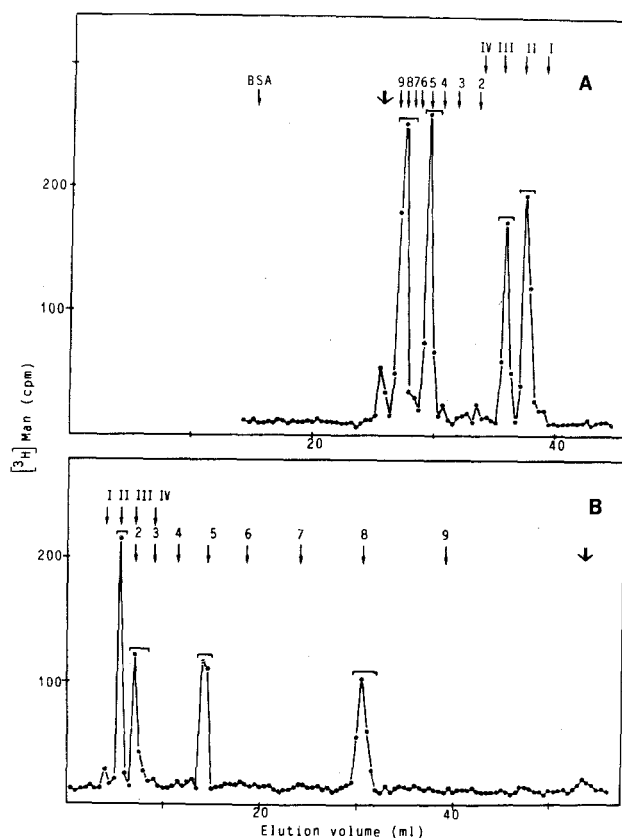 IV III II I
A
BSA
9 8 7 6 5 4 3 2
200
100
20
40
[³H] Man (cpm)
I II III IV
B
2 3 4 5 6 7 8 9
200
100
20
40
Elution volume (ml)